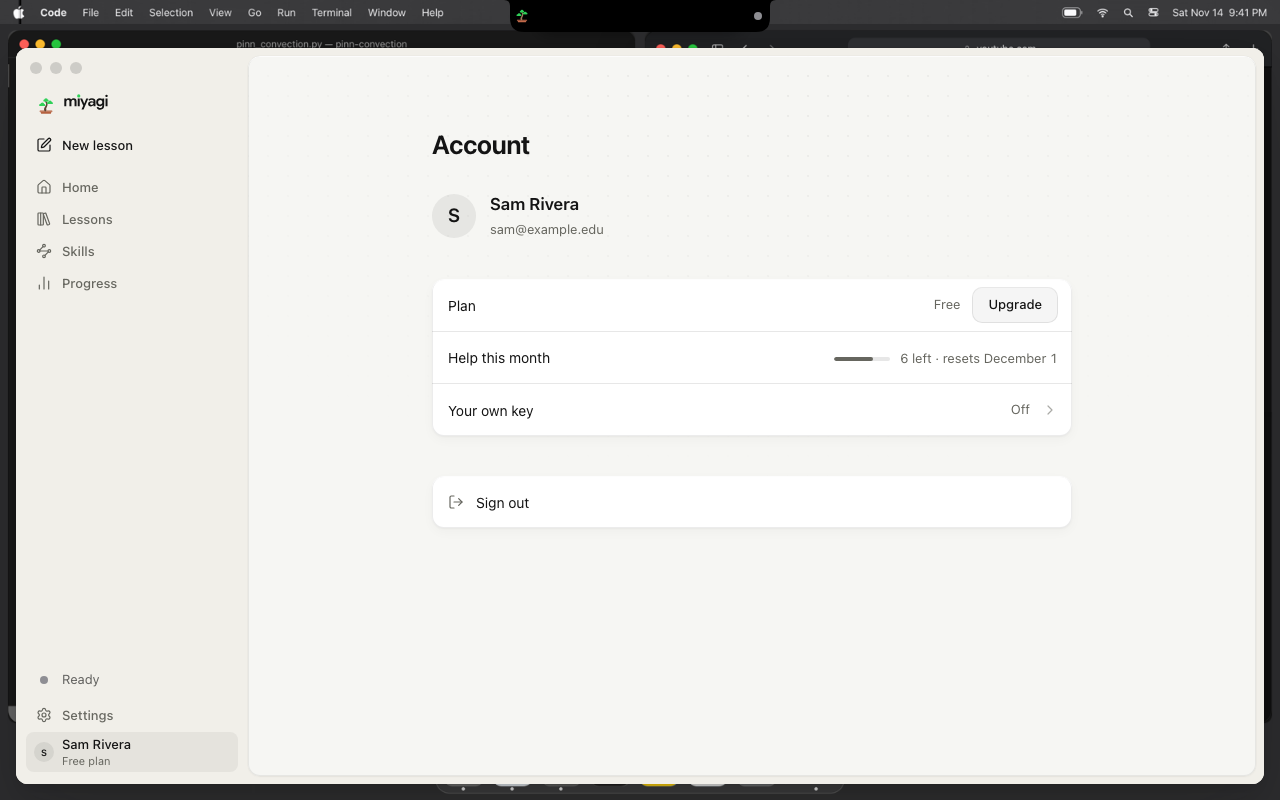 Code File Edit Selection View Go Run Terminal Window Help
Sat Nov 14 9:41 PM
pinn_convection.py — pinn-convection
miyagi
New lesson
Home
Lessons
Skills
Progress
Ready
Settings
S
Sam Rivera
Free plan
Account
S
Sam Rivera
sam@example.edu
Plan Free Upgrade
Help this month 6 left · resets December 1
Your own key Off
Sign out